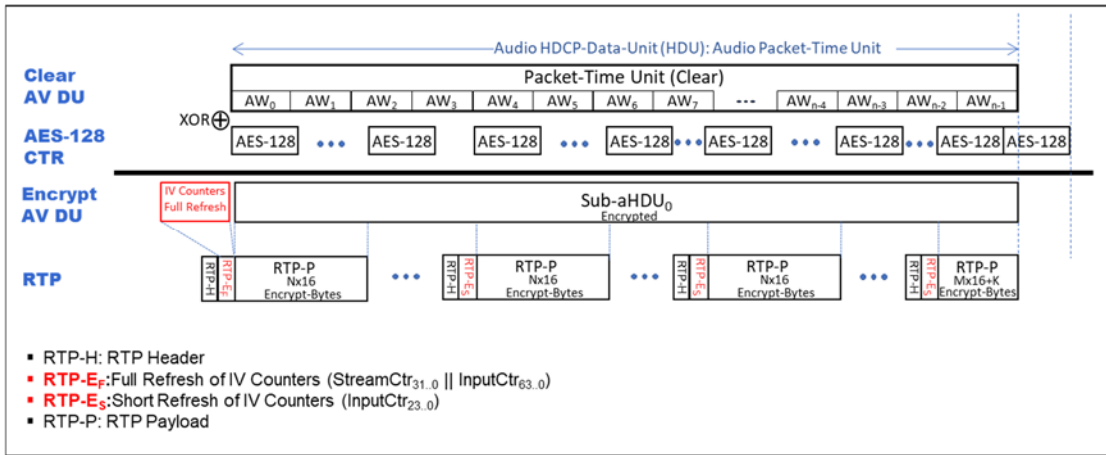 Audio HDCP-Data-Unit (HDU): Audio Packet-Time Unit
Clear
AV DU
Packet-Time Unit (Clear)
AW0 AW1 AW2 AW3 AW4 AW5 AW6 AW7 --- AWn-4 AWn-3 AWn-2 AWn-1
XOR
AES-128
CTR
AES-128 ••• AES-128 AES-128 ••• AES-128 ••• AES-128 ••• AES-128 ••• AES-128 AES-128
Encrypt
AV DU
IV Counters
Full Refresh
Sub-aHDU0
Encrypted
RTP
RTP-H RTP-EF RTP-P
Nx16
Encrypt-Bytes
•••
RTP-H RTP-ES RTP-P
Nx16
Encrypt-Bytes
•••
RTP-H RTP-ES RTP-P
Nx16
Encrypt-Bytes
•••
RTP-H RTP-ES RTP-P
Mx16+K
Encrypt-Bytes
▪ RTP-H: RTP Header
▪ RTP-EF:Full Refresh of IV Counters (StreamCtr31..0 || InputCtr63..0)
▪ RTP-ES:Short Refresh of IV Counters (InputCtr23..0)
▪ RTP-P: RTP Payload